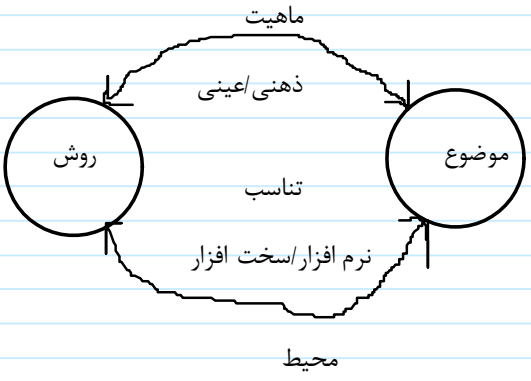 ماهیت
ذهنی/عینی
موضوع
روش
تناسب
نرم افزار/سخت افزار
محیط